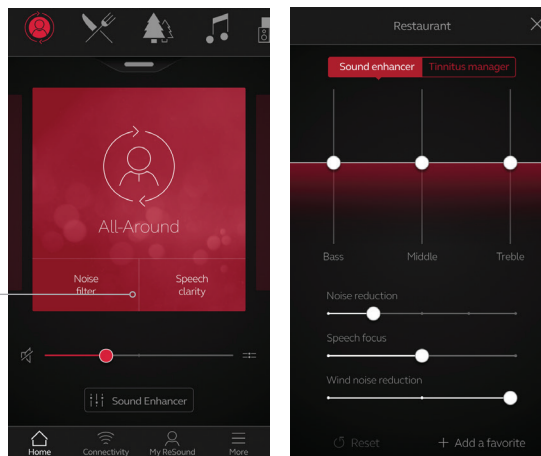 All-Around
Noise
filter
Speech
clarity
Sound Enhancer
Home
Connectivity
My ReSound
More
Restaurant
Sound enhancer
Tinnitus manager
Bass
Middle
Treble
Noise reduction
Speech focus
Wind noise reduction
Reset
+ Add a favorite